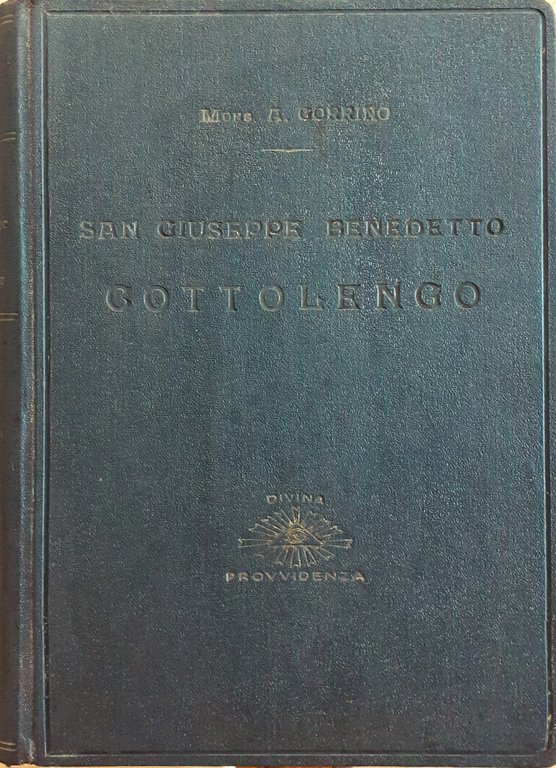 Mons. A. GORRINO
SAN GIUSEPPE BENEDETTO
COTTOLENGO
DIVINA
PROVVIDENZA